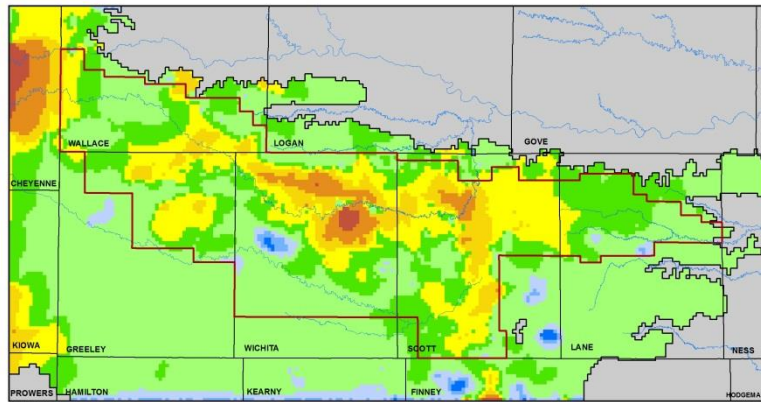 WALLACE
LOGAN
GOVE
CHEYENNE
KIOWA
GREELEY
WICHITA
SCOTT
LANE
NESS
PROWERS
HAMILTON
KEARNY
FINNEY
HODGEMA